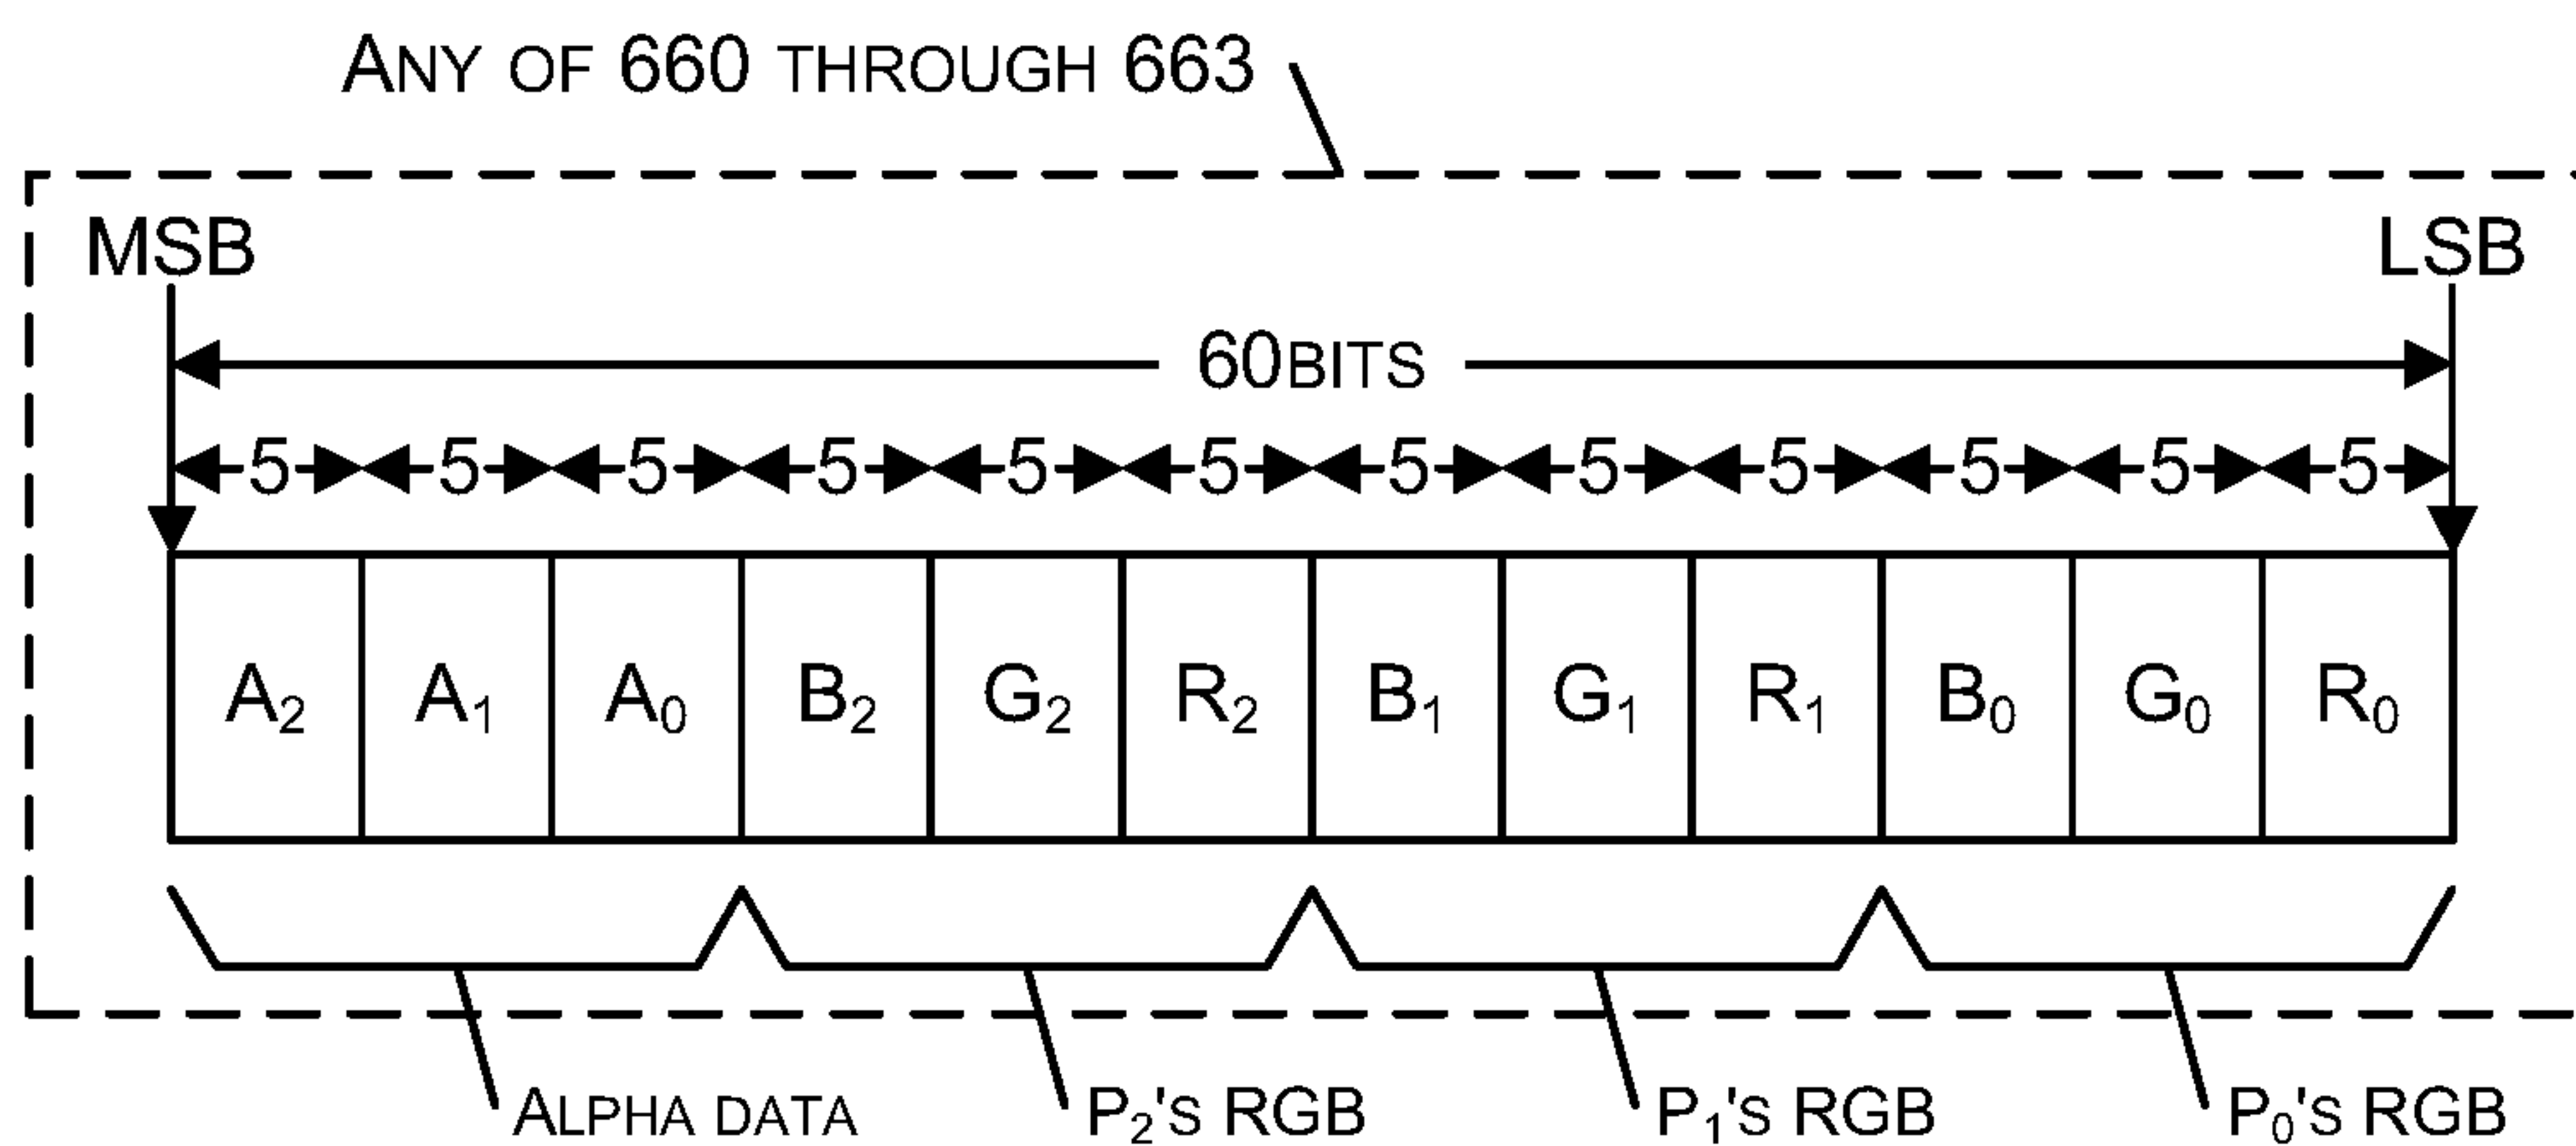 ANY OF 660 THROUGH 663
MSB LSB
60BITS
5 5 5 5 5 5 5 5 5 5 5 5
A₂ A₁ A₀ B₂ G₂ R₂ B₁ G₁ R₁ B₀ G₀ R₀
ALPHA DATA P₂'S RGB P₁'S RGB P₀'S RGB